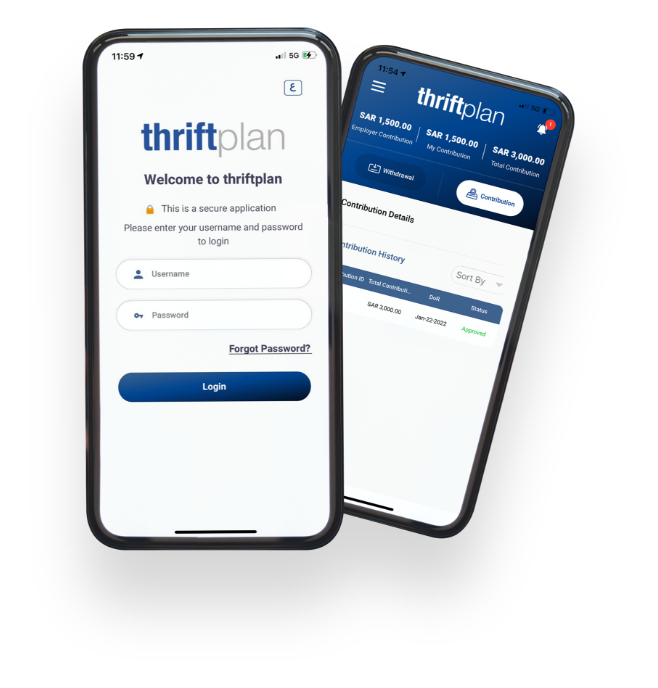 11:59
5G
ع
thriftplan
Welcome to thriftplan
This is a secure application
Please enter your username and password
to login
Username
Password
Forgot Password?
Login
11:54
5G
thriftplan
1
SAR 1,500.00
Employer Contribution
SAR 1,500.00
My Contribution
SAR 3,000.00
Total Contribution
Withdrawal
Contribution
Contribution Details
ntribution History
Sort By
bution ID Total Contributi... DoR Status
SAR 3,000.00 Jan-22-2022 Approved